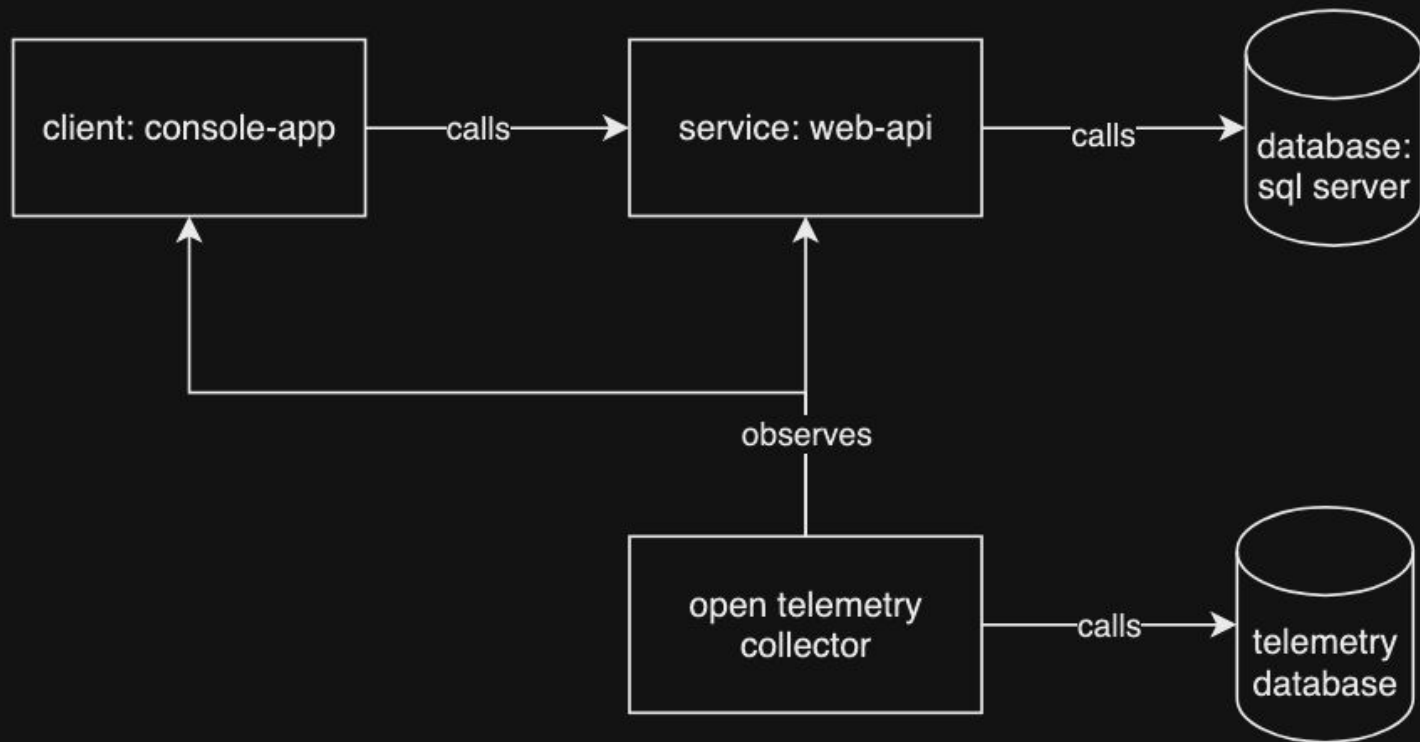 client: console-app
calls
service: web-api
calls
database:
sql server
observes
open telemetry
collector
calls
telemetry
database